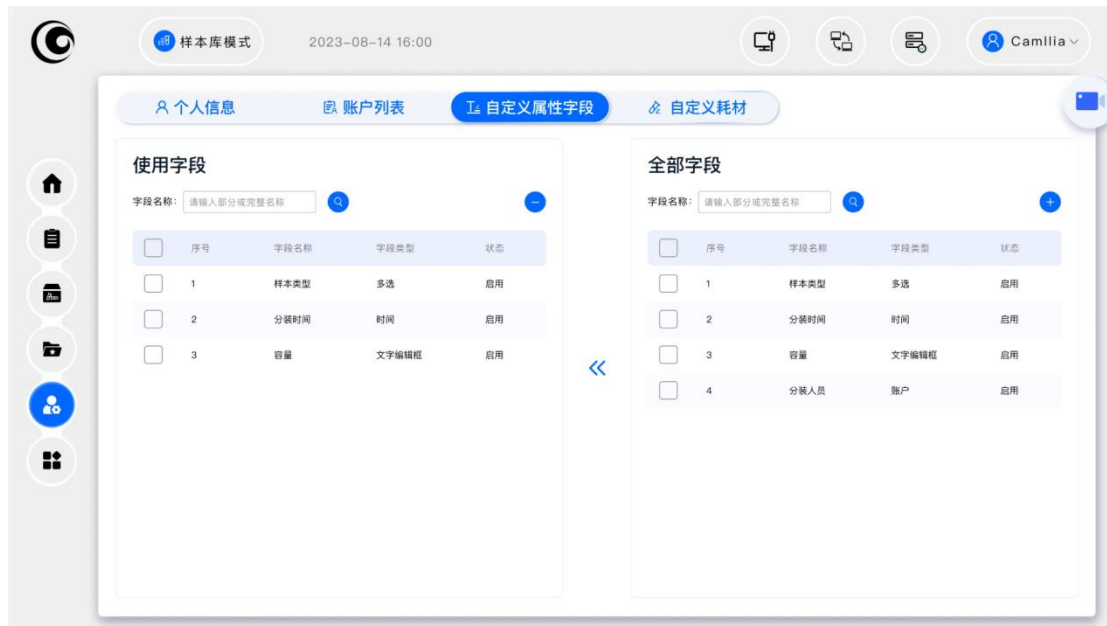 样本库模式 2023-08-14 16:00 Camllia
个人信息 账户列表 自定义属性字段 自定义耗材
使用字段
字段名称: 请输入部分或完整名称
序号 字段名称 字段类型 状态
1 样本类型 多选 启用
2 分装时间 时间 启用
3 容量 文字编辑框 启用
全部字段
字段名称: 请输入部分或完整名称
序号 字段名称 字段类型 状态
1 样本类型 多选 启用
2 分装时间 时间 启用
3 容量 文字编辑框 启用
4 分装人员 账户 启用